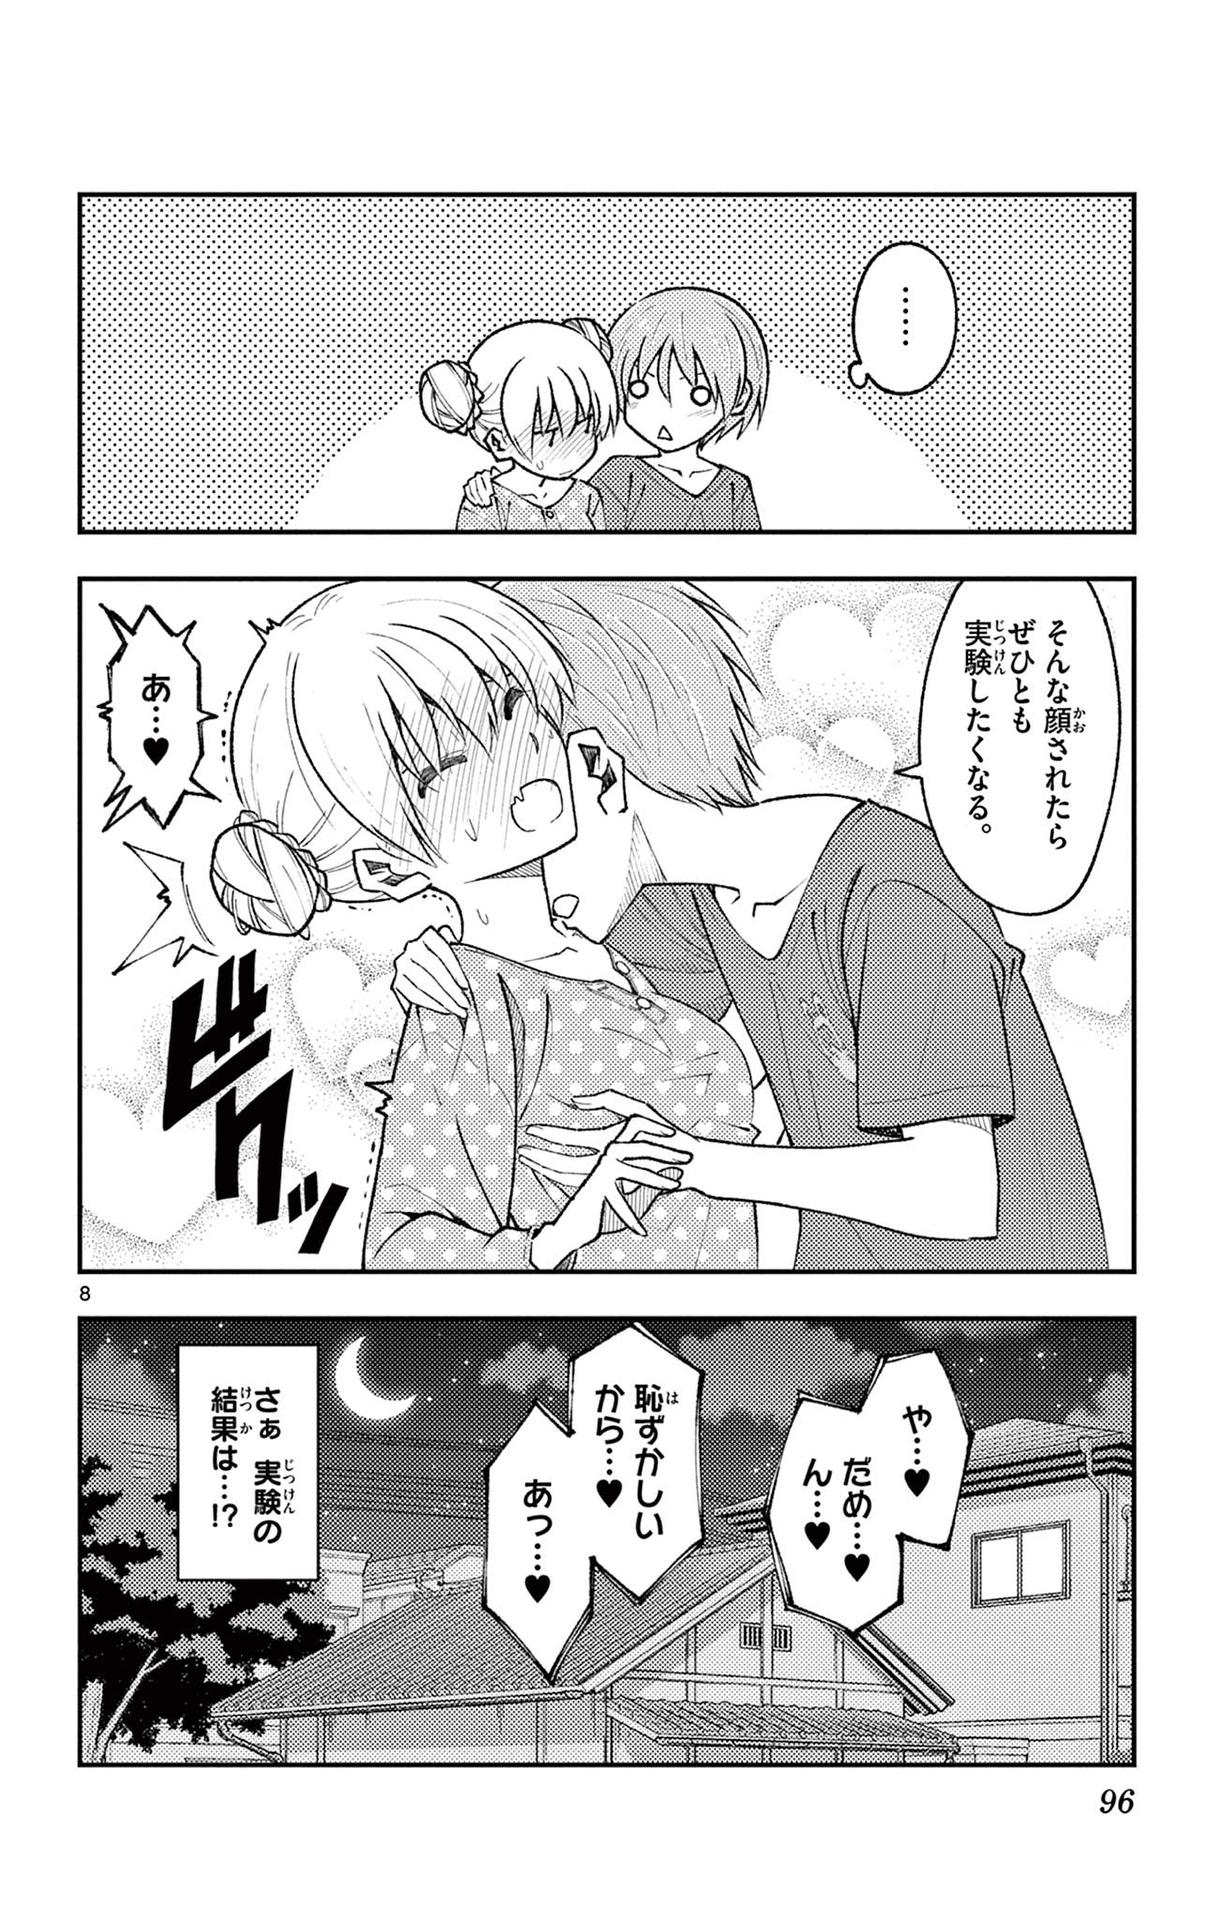 ……
そんな顔されたら
ぜひとも
実験したくなる。
あ…♥
ビクッ
8
や…♥
だめ…♥
ん…♥
恥ずかしい
から…♥
あっ……♥
さぁ 実験の
結果は…!?
96